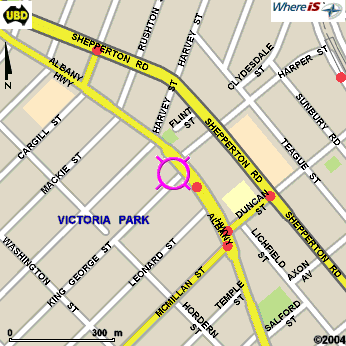 UBD
WhereiS
SHEPPERTON RD
RUSHTON
HARVEY ST
CLYDESDALE ST
HARPER ST
ALBANY HWY
HARVEY ST
FLINT ST
SUNBURY RD
CARGILL ST
TEAGUE ST
MACKIE ST
SHEPPERTON RD
VICTORIA PARK
DUNCAN ST
SHEPPERTON RD
ALBANY
WASHINGTON ST
KING GEORGE ST
LEONARD ST
MCMILLAN ST
LICHFIELD ST
AXON AV
TEMPLE ST
HORDERN ST
SALFORD ST
N
0 300 m
©2004